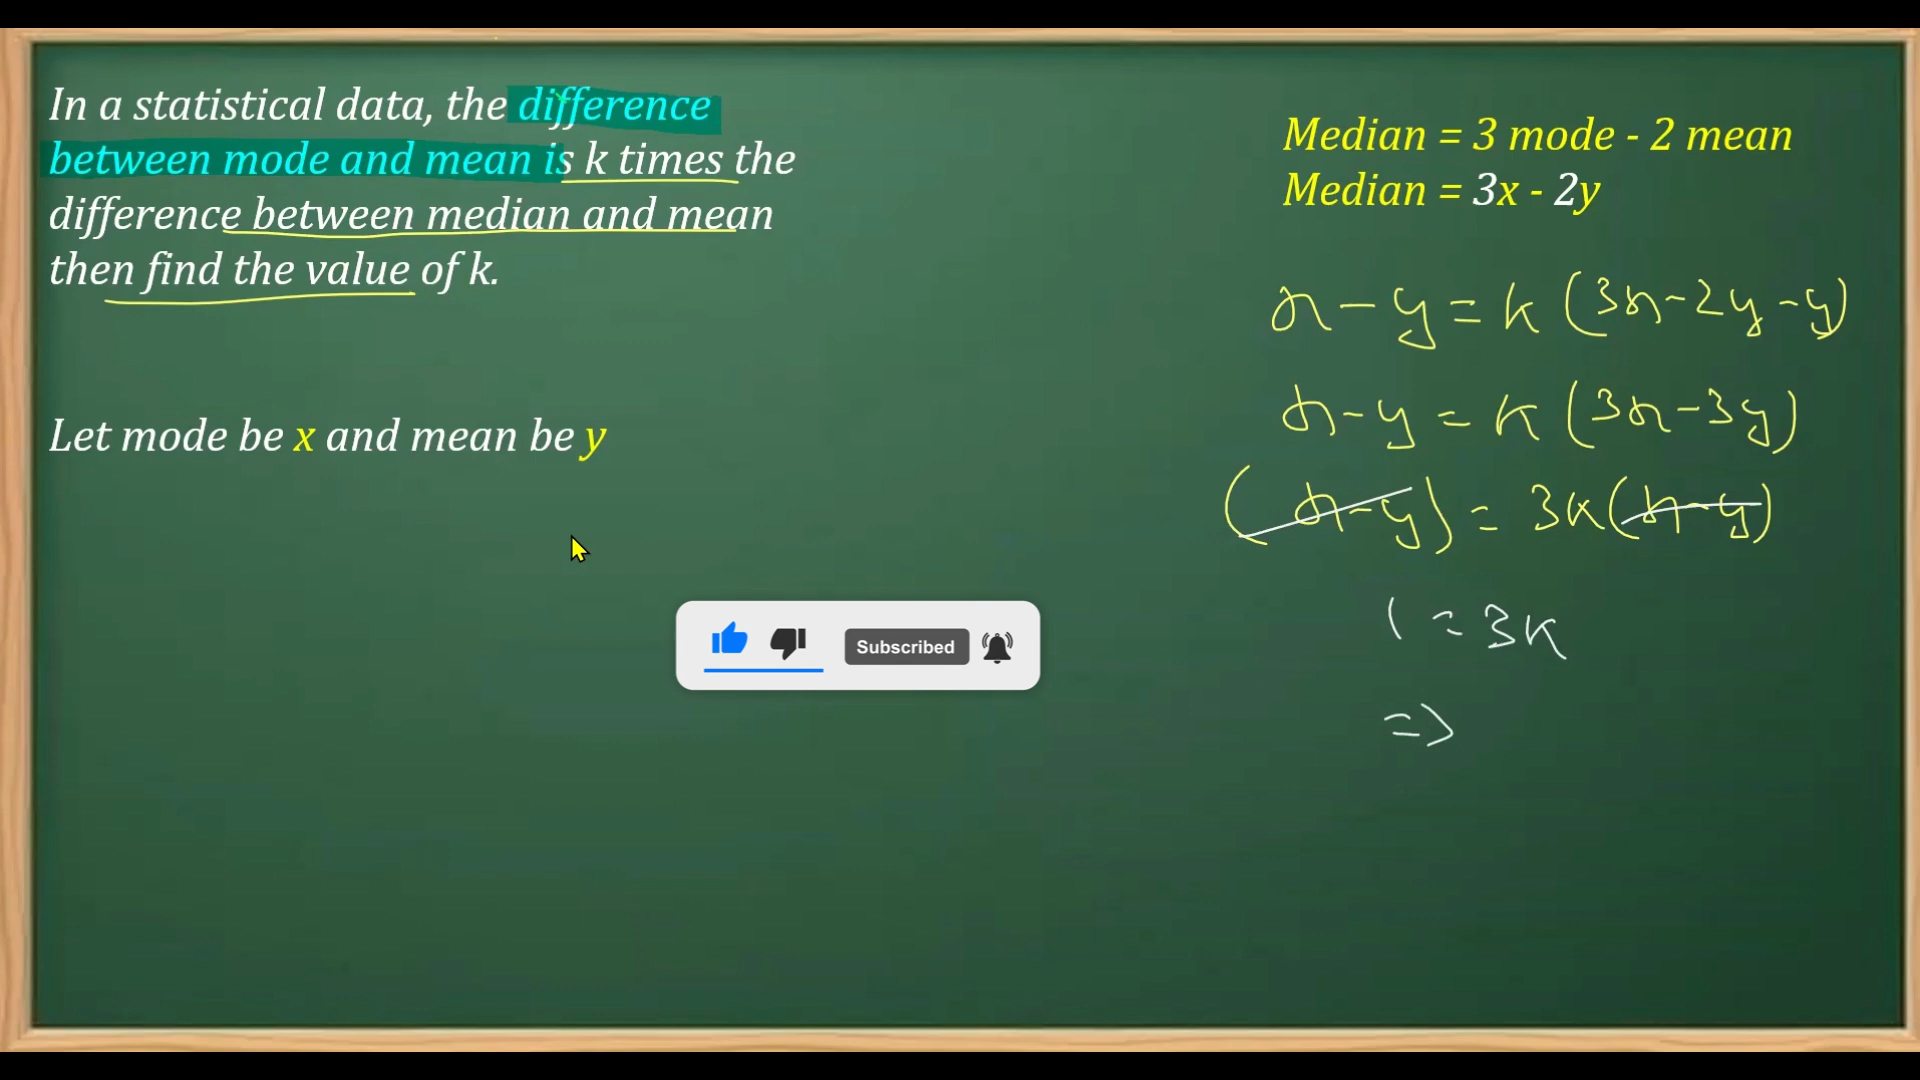 In a statistical data, the difference
between mode and mean is k times the
difference between median and mean
then find the value of k.
Let mode be x and mean be y
Median = 3 mode - 2 mean
Median = 3x - 2y
x - y = k (3x - 2y - y)
x - y = k (3x - 3y)
(x - y) = 3k (x - y)
1 = 3k
=>
Subscribed